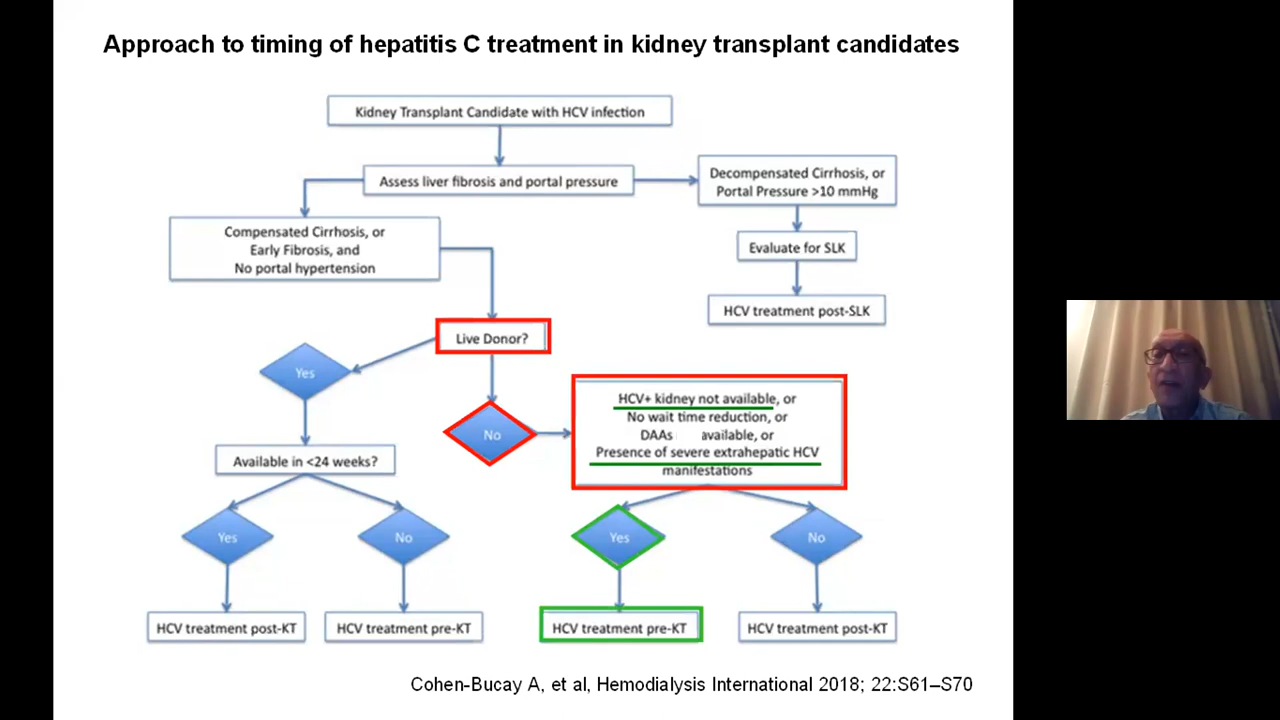 Approach to timing of hepatitis C treatment in kidney transplant candidates
Kidney Transplant Candidate with HCV infection
Assess liver fibrosis and portal pressure
Decompensated Cirrhosis, or
Portal Pressure >10 mmHg
Compensated Cirrhosis, or
Early Fibrosis, and
No portal hypertension
Evaluate for SLK
HCV treatment post-SLK
Live Donor?
Yes
No
HCV+ kidney not available, or
No wait time reduction, or
DAAs available, or
Presence of severe extrahepatic HCV
manifestations
Available in <24 weeks?
Yes
No
Yes
No
HCV treatment post-KT
HCV treatment pre-KT
HCV treatment pre-KT
HCV treatment post-KT
Cohen-Bucay A, et al, Hemodialysis International 2018; 22:S61–S70